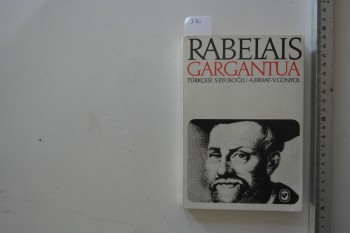 RABELAIS
GARGANTUA
TÜRKÇESİ: S.EYUBOĞLU-A.ERHAT-V.GÜNYOL